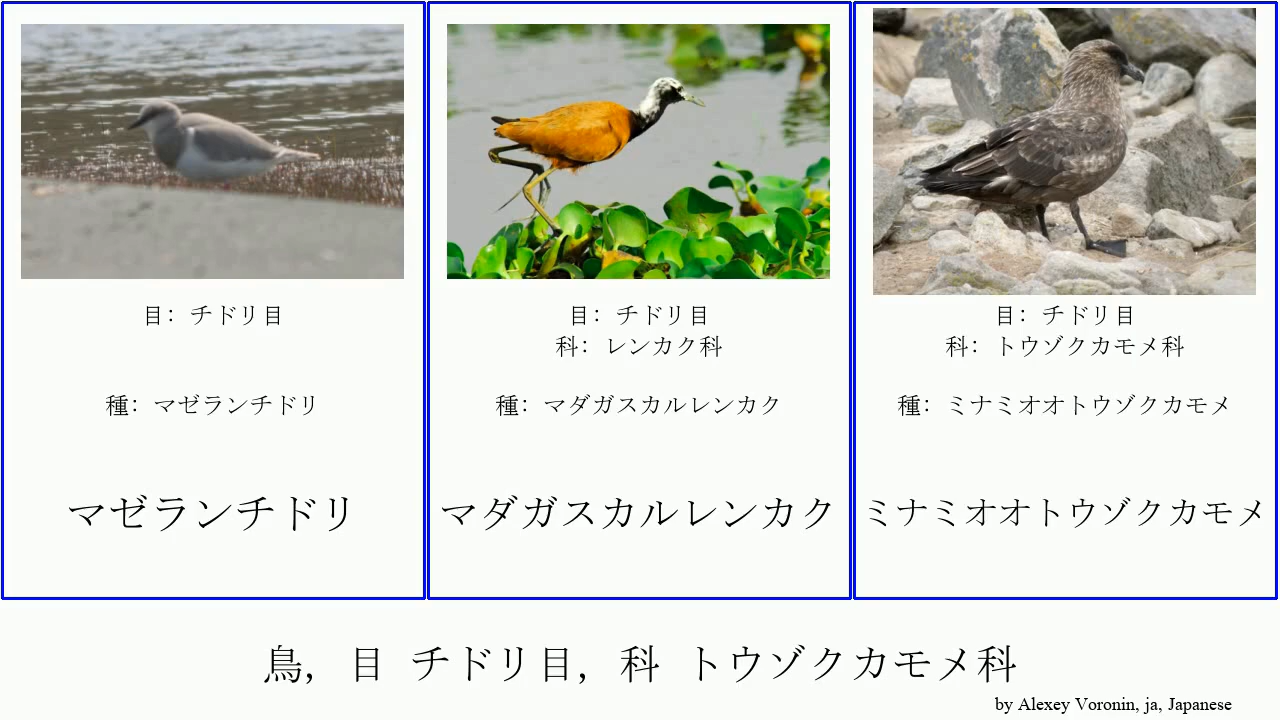 目: チドリ目
種: マゼランチドリ
マゼランチドリ
目: チドリ目
科: レンカク科
種: マダガスカルレンカク
マダガスカルレンカク
目: チドリ目
科: トウゾクカモメ科
種: ミナミオオトウゾクカモメ
ミナミオオトウゾクカモメ
鳥, 目 チドリ目, 科 トウゾクカモメ科
by Alexey Voronin, ja, Japanese